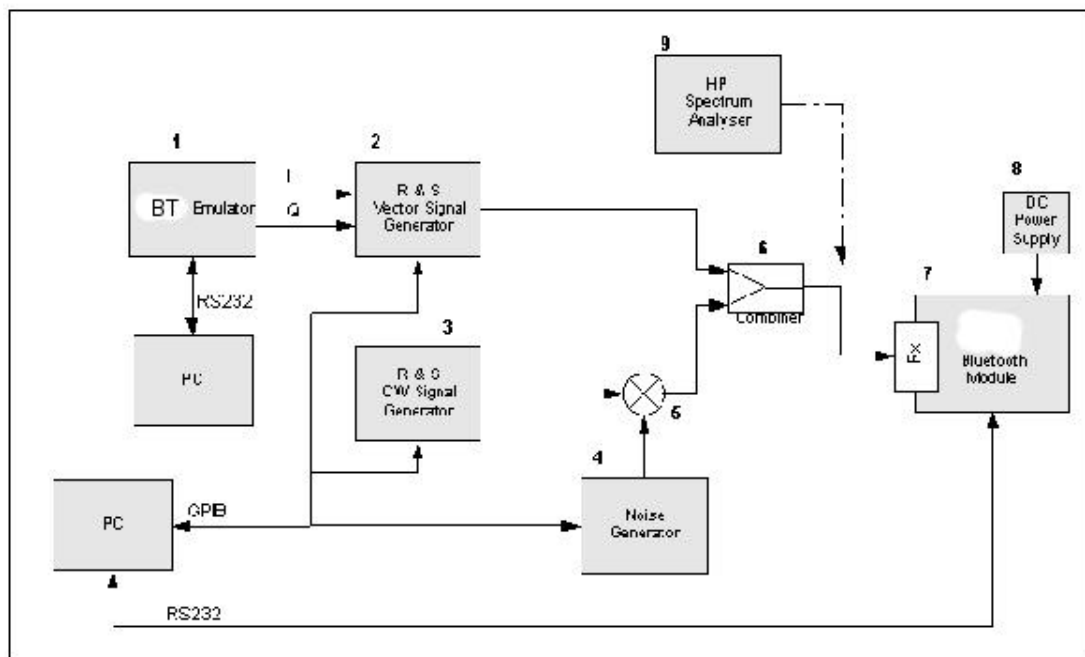 9
HP
Spectrum
Analyser
1
BT Emulator
I
Q
2
R & S
Vector Signal
Generator
8
DC
Power
Supply
6
Combiner
7
Rx
Bluetooth
Module
RS232
PC
3
R & S
CW Signal
Generator
5
4
Noise
Generator
PC
GPIB
RS232